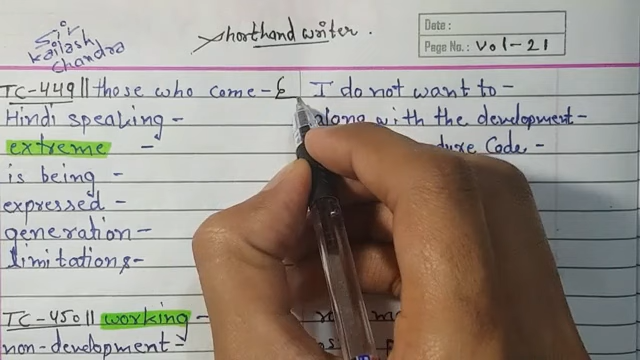 Sir
Kailash
Chandra
Shorthand writer.
Date :
Page No.: Vol-21
TC-449|| those who come -
Hindi speaking -
extreme -
is being -
expressed -
generation -
limitations -
I do not want to -
along with the development -
Code -
TC-450|| working -
non-development -